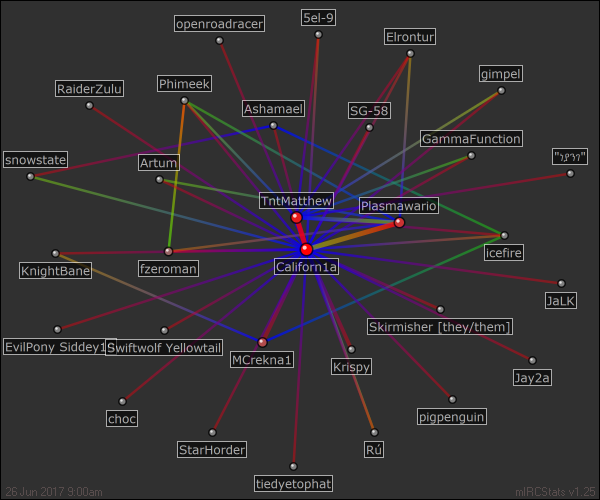 5el-9
openroadracer
Elrontur
gimpel
Phimeek
RaiderZulu
Ashamael
SG-58
GammaFunction
snowstate
Artum
TntMatthew
Plasmawario
icefire
KnightBane
fzeroman
Californ1a
JaLK
Skirmisher [they/them]
EvilPony Siddey1
Swiftwolf Yellowtail
MCrekna1
Krispy
Jay2a
choc
pigpenguin
StarHorder
Rú
tiedyetophat
26 Jun 2017 9:00am
mIRCStats v1.25